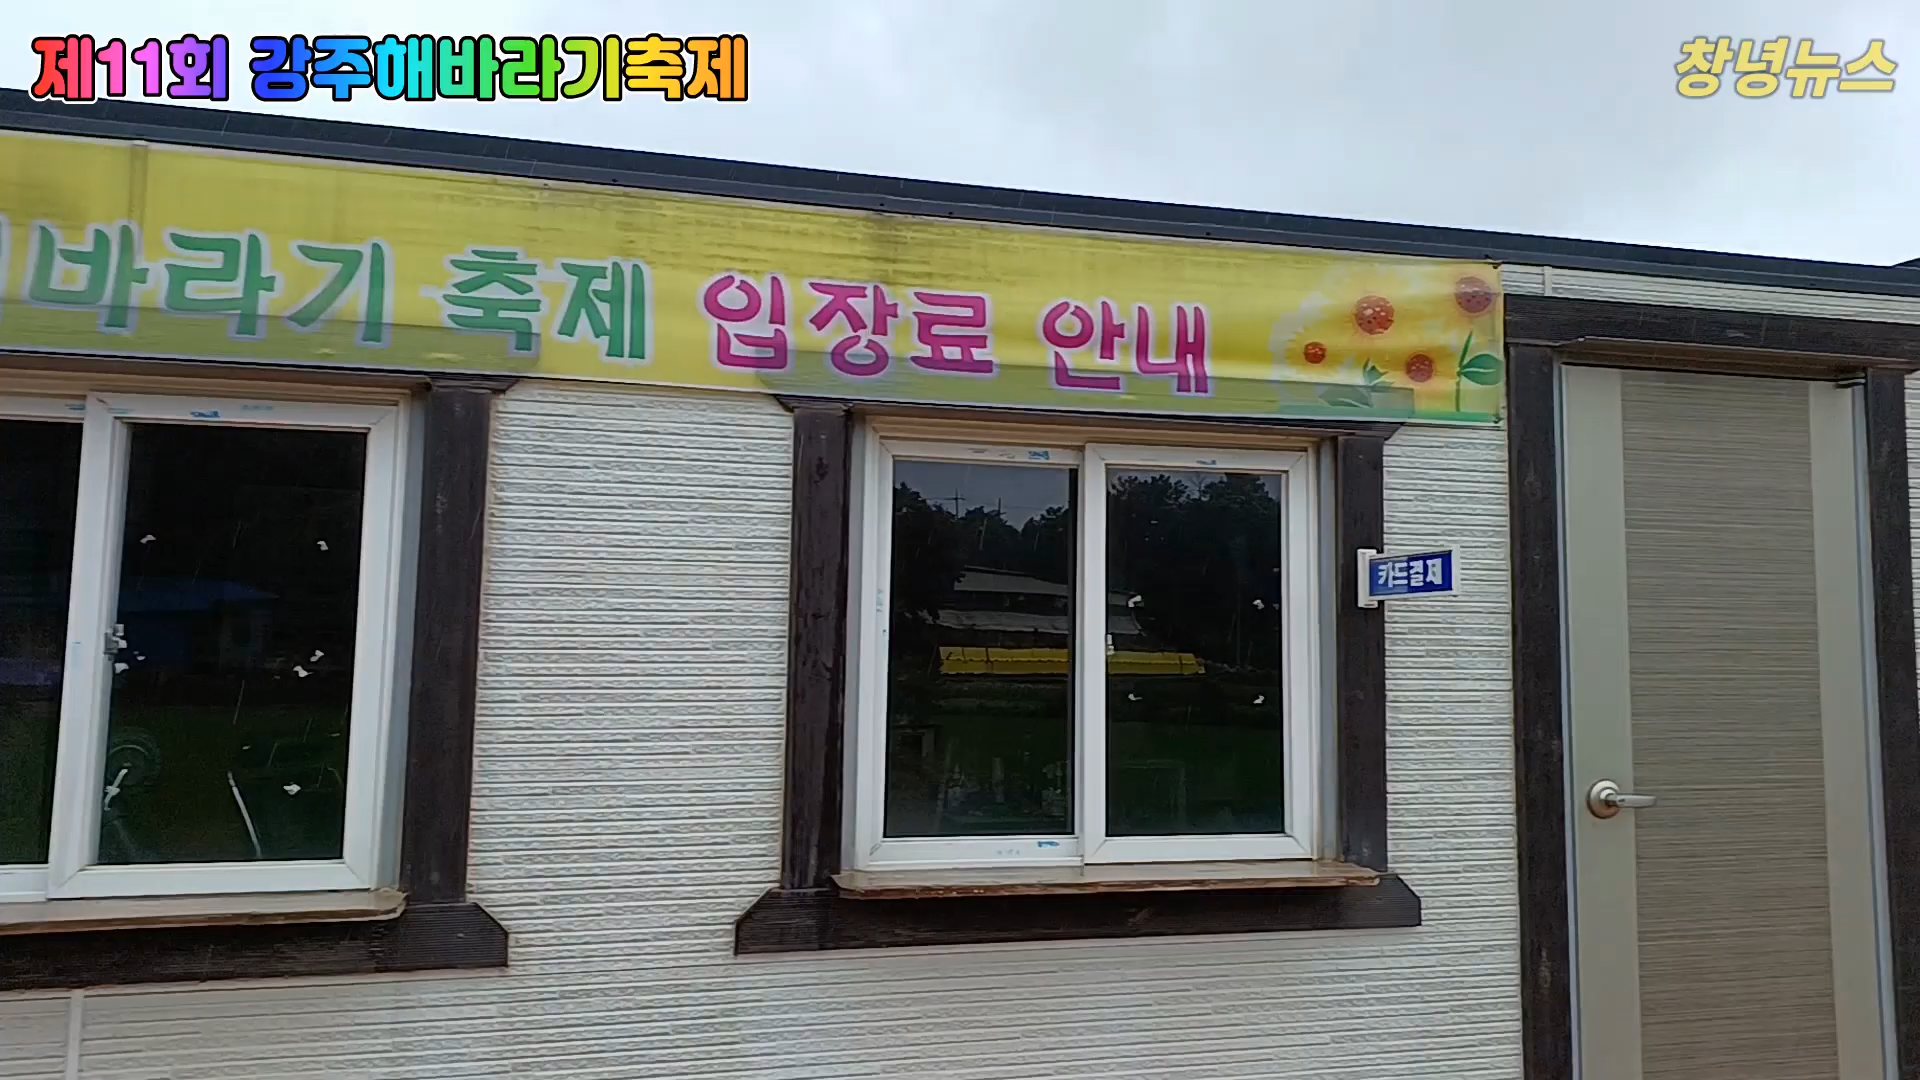 제11회 강주해바라기축제
창녕뉴스
바라기 축제 입장료 안내
카드결제